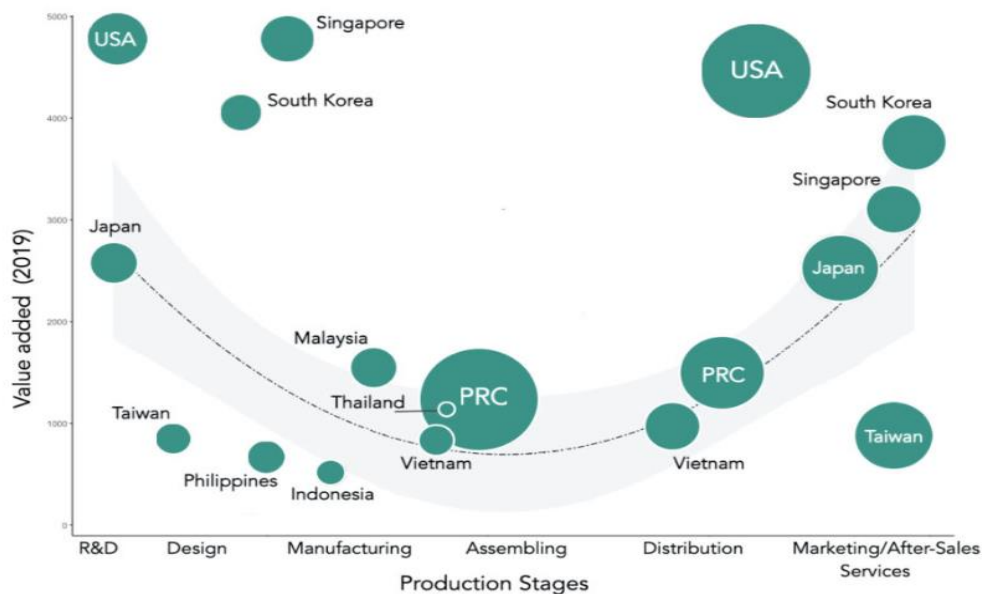 5000
Singapore
USA
USA
South Korea
South Korea
4000
Singapore
3000
Japan
Japan
2000
Malaysia
PRC
PRC
Thailand
1000
Taiwan
Taiwan
Vietnam
Vietnam
Philippines
Indonesia
0
Value added (2019)
R&D
Design
Manufacturing
Assembling
Distribution
Marketing/After-Sales
Services
Production Stages